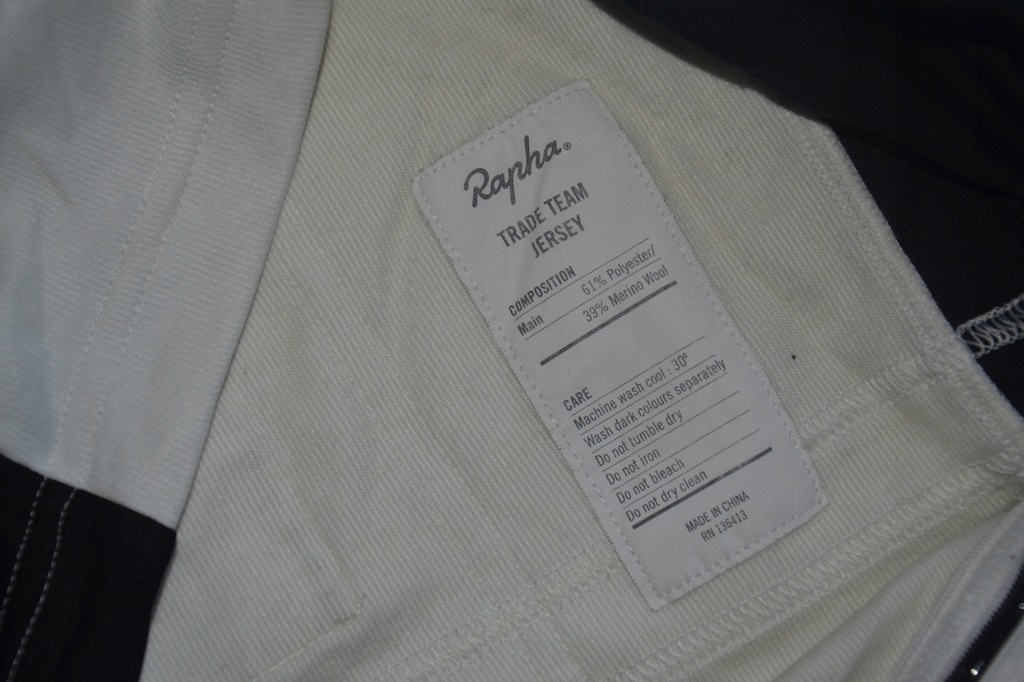 Rapha®
TRADE TEAM
JERSEY
COMPOSITION
Main 61% Polyester/
39% Merino Wool
CARE
Machine wash cool : 30º
Wash dark colours separately
Do not tumble dry
Do not iron
Do not bleach
Do not dry clean
MADE IN CHINA
RN 136413